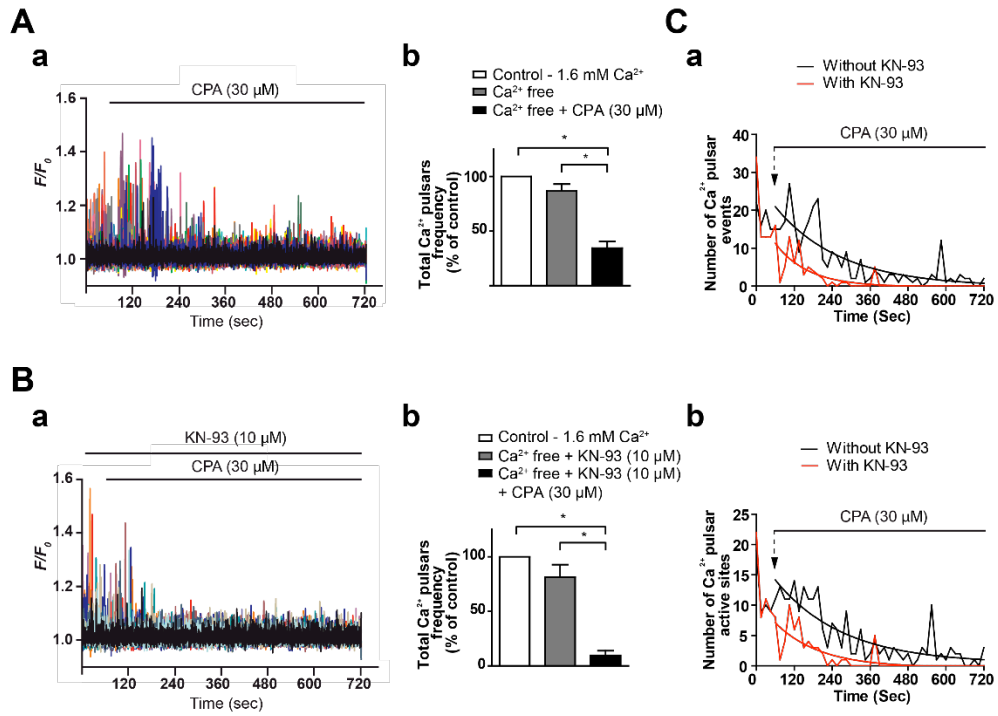 A
a
CPA (30 µM)
F/F0
1.6
1.4
1.2
1.0
120 240 360 480 600 720
Time (sec)
b
Control - 1.6 mM Ca²⁺
Ca²⁺ free
Ca²⁺ free + CPA (30 µM)
*
*
Total Ca²⁺ pulsars
frequency
(% of control)
100
50
B
a
KN-93 (10 µM)
CPA (30 µM)
F/F0
1.6
1.4
1.2
1.0
120 240 360 480 600 720
Time (sec)
b
Control - 1.6 mM Ca²⁺
Ca²⁺ free + KN-93 (10 µM)
Ca²⁺ free + KN-93 (10 µM)
+ CPA (30 µM)
*
*
Total Ca²⁺ pulsars
frequency
(% of control)
100
50
0
C
a
Without KN-93
With KN-93
CPA (30 µM)
Number of Ca²⁺ pulsar
events
40
30
20
10
0
0 120 240 360 480 600 720
Time (Sec)
b
Without KN-93
With KN-93
CPA (30 µM)
Number of Ca²⁺ pulsar
active sites
25
20
15
10
5
0
0 120 240 360 480 600 720
Time (Sec)